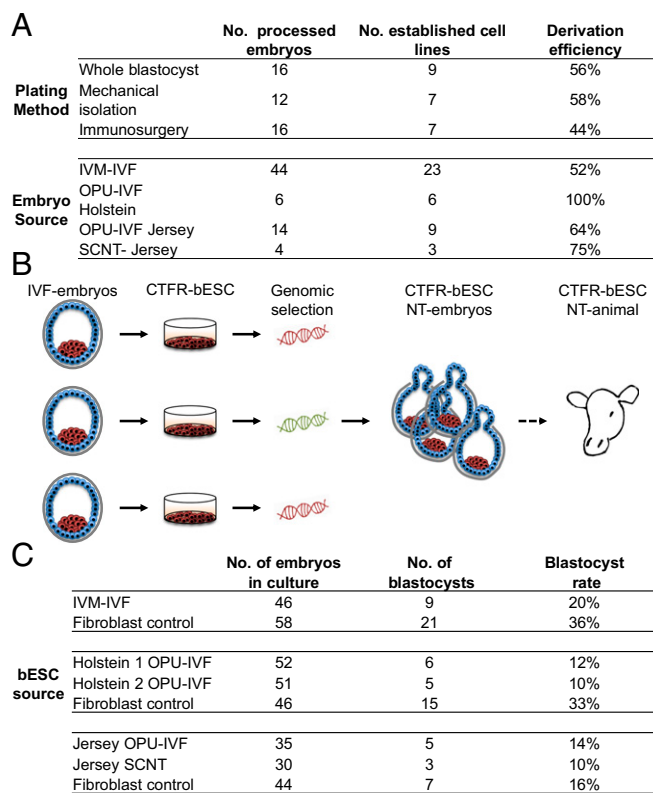 A
No. processed embryos No. established cell lines Derivation efficiency
Plating Method
Whole blastocyst 16 9 56%
Mechanical isolation 12 7 58%
Immunosurgery 16 7 44%
Embryo Source
IVM-IVF 44 23 52%
OPU-IVF Holstein 6 6 100%
OPU-IVF Jersey 14 9 64%
SCNT- Jersey 4 3 75%
B
IVF-embryos
CTFR-bESC
Genomic selection
CTFR-bESC NT-embryos
CTFR-bESC NT-animal
C
No. of embryos in culture No. of blastocysts Blastocyst rate
bESC source
IVM-IVF 46 9 20%
Fibroblast control 58 21 36%
Holstein 1 OPU-IVF 52 6 12%
Holstein 2 OPU-IVF 51 5 10%
Fibroblast control 46 15 33%
Jersey OPU-IVF 35 5 14%
Jersey SCNT 30 3 10%
Fibroblast control 44 7 16%